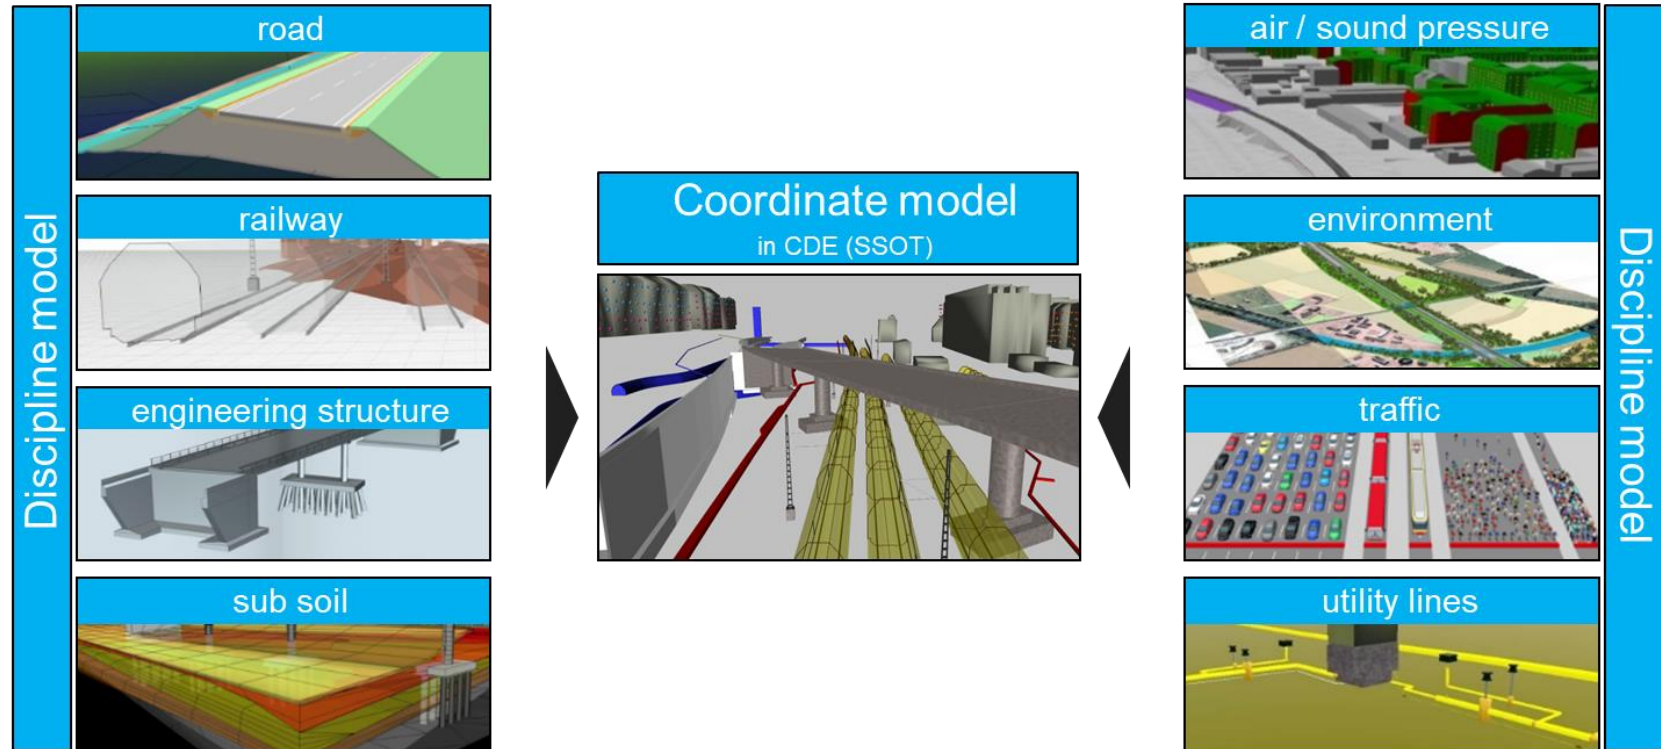 Discipline model
road
railway
engineering structure
sub soil
Coordinate model
in CDE (SSOT)
air / sound pressure
environment
traffic
utility lines
Discipline model